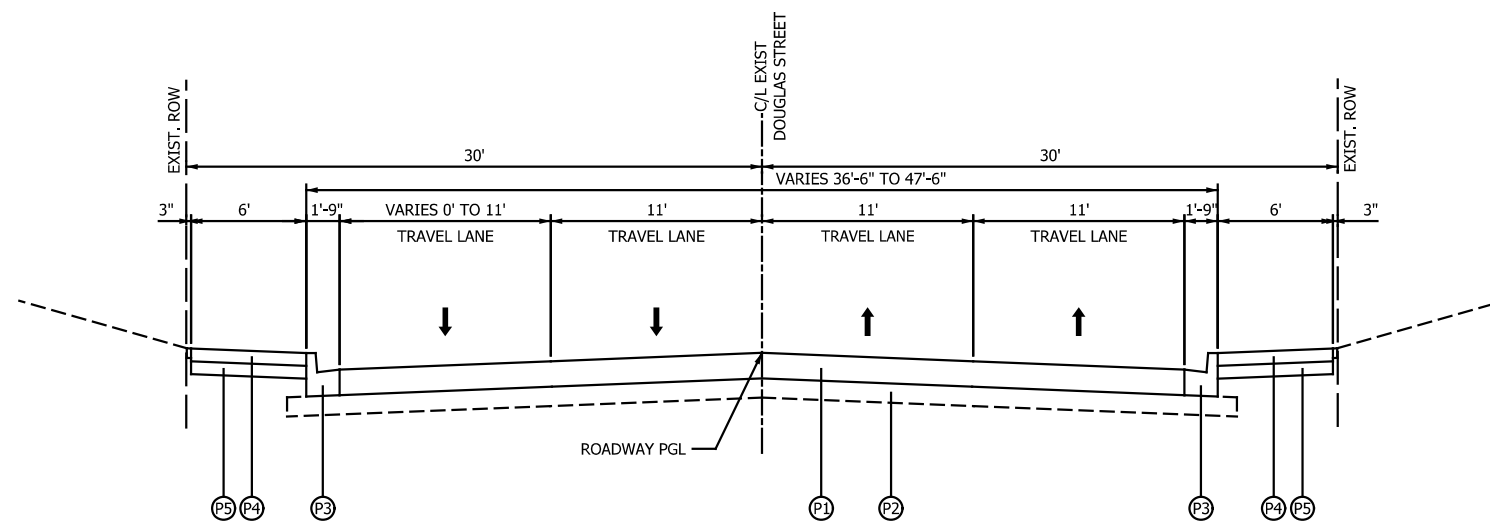 C/L EXIST
DOUGLAS STREET
EXIST. ROW
EXIST. ROW
30'
30'
VARIES 36'-6" TO 47'-6"
3"
6'
1'-9"
VARIES 0' TO 11'
11'
11'
11'
1'-9"
6'
3"
TRAVEL LANE
TRAVEL LANE
TRAVEL LANE
TRAVEL LANE
ROADWAY PGL
P5
P4
P3
P1
P2
P3
P4
P5